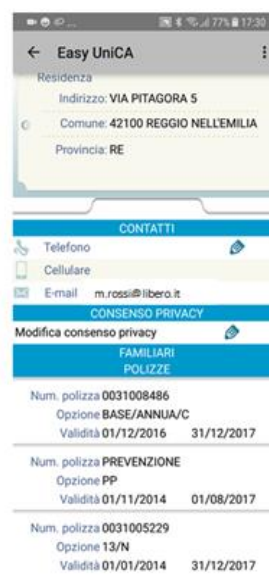 77% 17:30
Easy UniCA
Residenza
Indirizzo: VIA PITAGORA 5
Comune: 42100 REGGIO NELL'EMILIA
Provincia: RE
CONTATTI
Telefono
Cellulare
E-mail m.rossi@libero.it
CONSENSO PRIVACY
Modifica consenso privacy
FAMILIARI
POLIZZE
Num. polizza 0031008486
Opzione BASE/ANNUA/C
Validità 01/12/2016 31/12/2017
Num. polizza PREVENZIONE
Opzione PP
Validità 01/11/2014 01/08/2017
Num. polizza 0031005229
Opzione 13/N
Validità 01/01/2014 31/12/2017